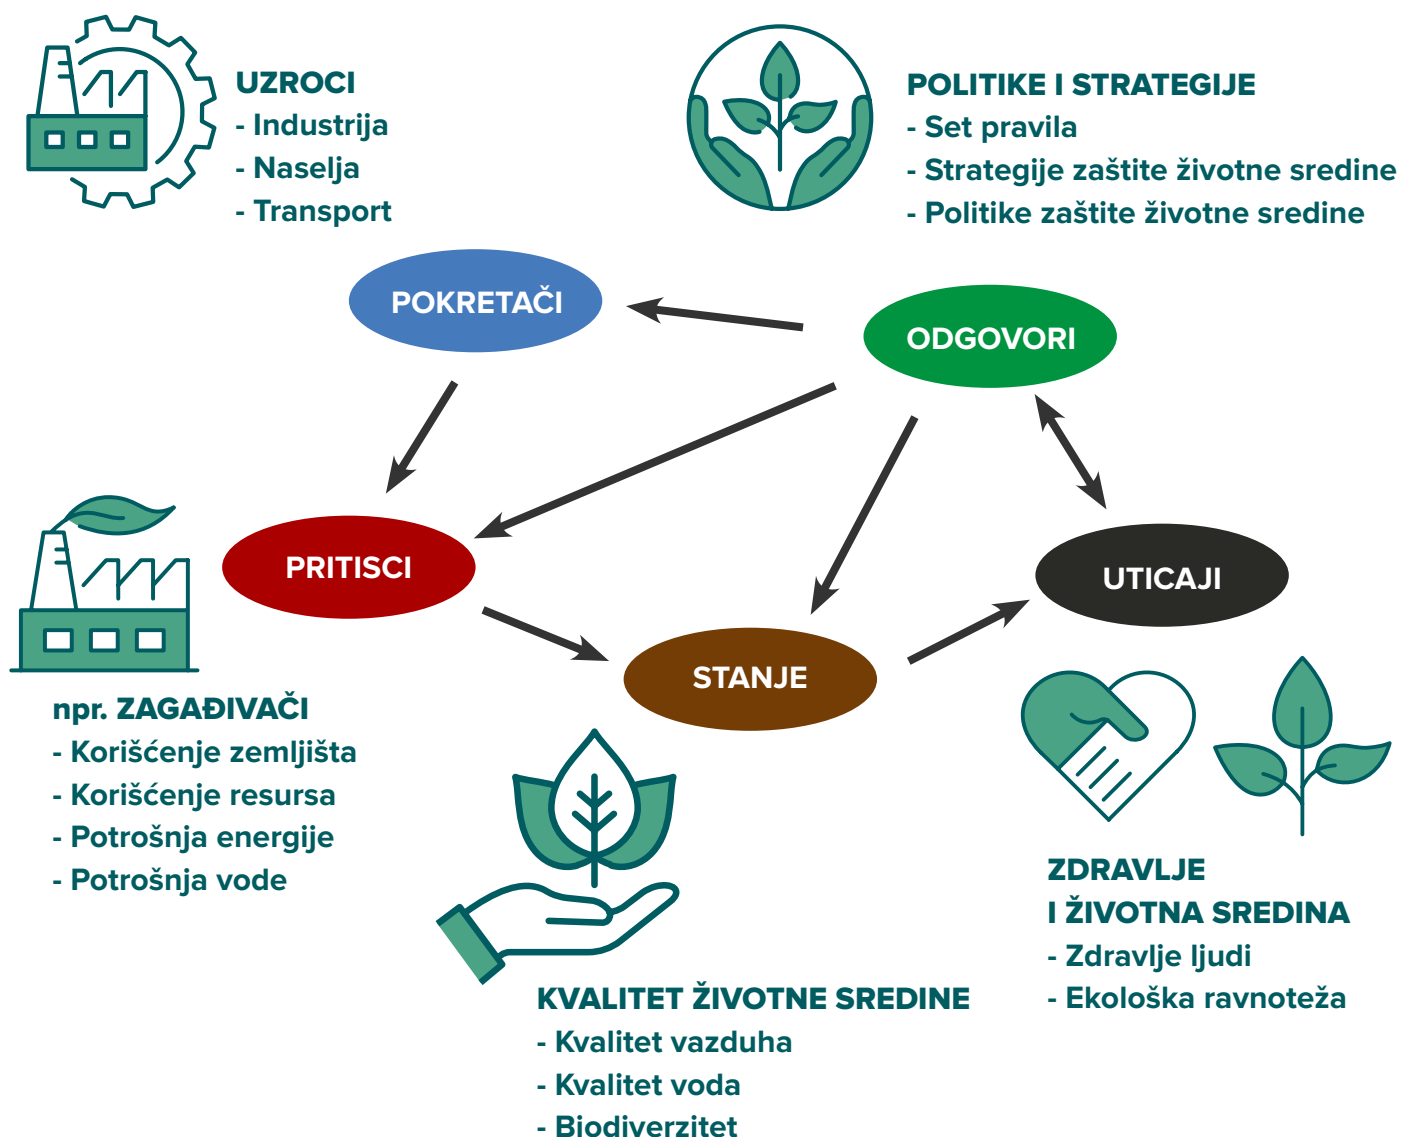 UZROCI
- Industrija
- Naselja
- Transport
POLITIKE I STRATEGIJE
- Set pravila
- Strategije zaštite životne sredine
- Politike zaštite životne sredine
POKRETAČI
ODGOVORI
PRITISCI
UTICAJI
STANJE
npr. ZAGAĐIVAČI
- Korišćenje zemljišta
- Korišćenje resursa
- Potrošnja energije
- Potrošnja vode
ZDRAVLJE
I ŽIVOTNA SREDINA
- Zdravlje ljudi
- Ekološka ravnoteža
KVALITET ŽIVOTNE SREDINE
- Kvalitet vazduha
- Kvalitet voda
- Biodiverzitet